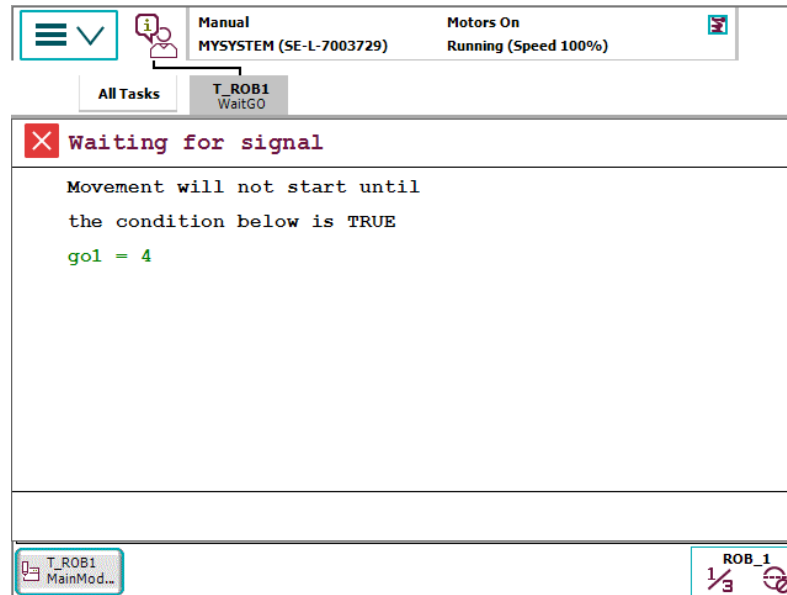 Manual
MYSYSTEM (SE-L-7003729)
Motors On
Running (Speed 100%)
All Tasks
T_ROB1
WaitGO
Waiting for signal
Movement will not start until
the condition below is TRUE
go1 = 4
T_ROB1
MainMod...
ROB_1
1/3